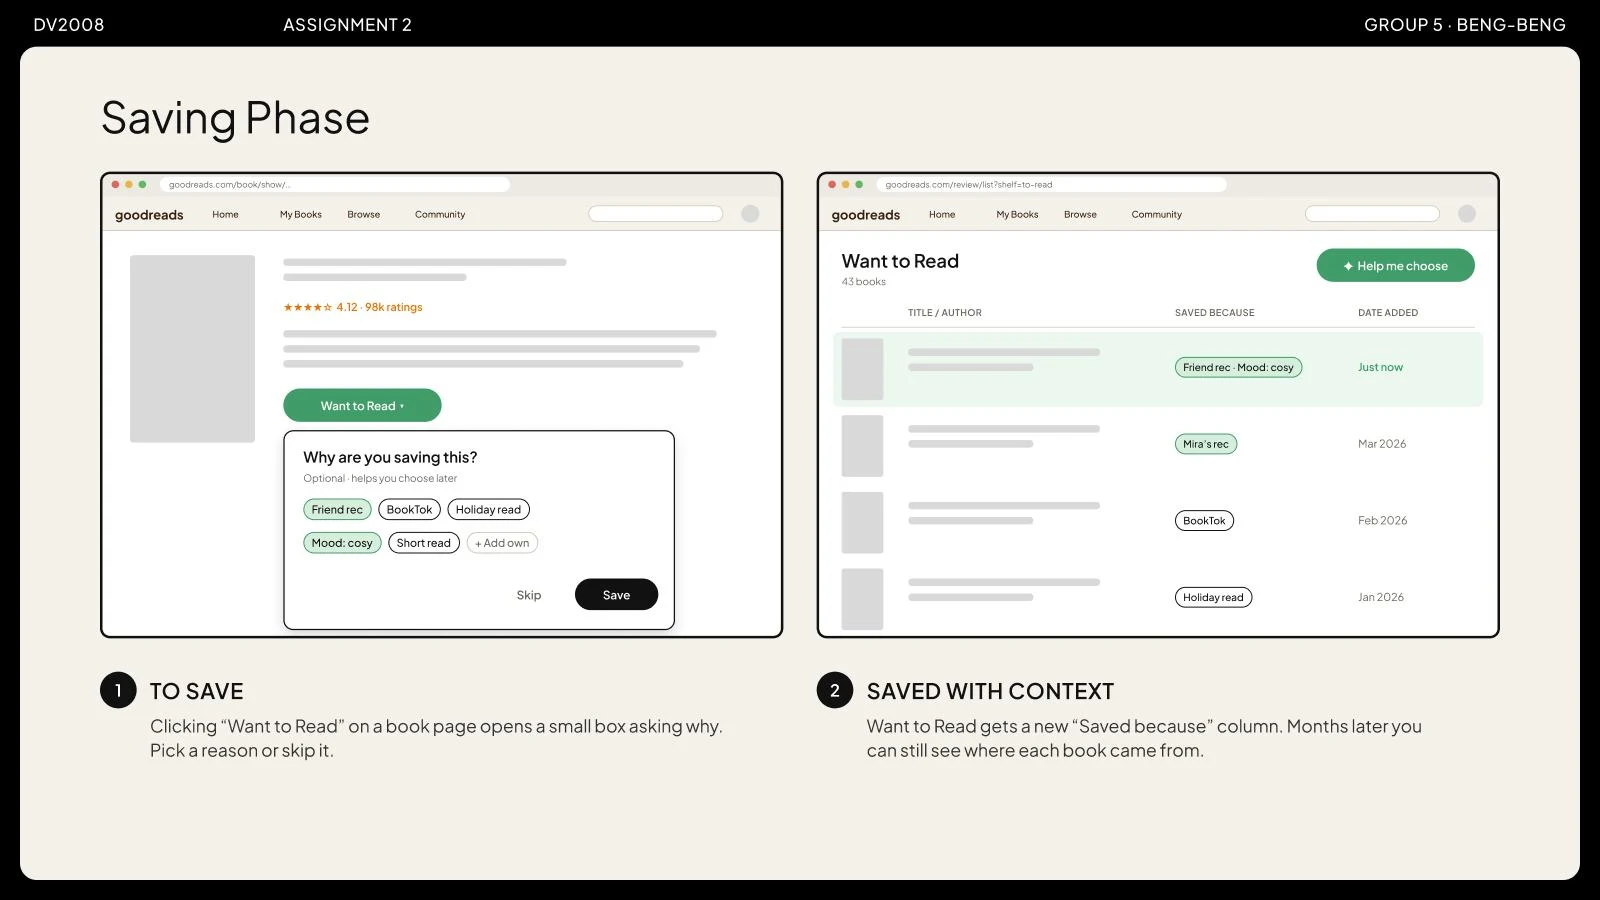 DV2008
ASSIGNMENT 2
GROUP 5 · BENG-BENG
Saving Phase
goodreads.com/book/show/...
goodreads
Home
My Books
Browse
Community
★★★★☆ 4.12 · 98k ratings
Want to Read ▾
Why are you saving this?
Optional · helps you choose later
Friend rec
BookTok
Holiday read
Mood: cosy
Short read
+ Add own
Skip
Save
goodreads.com/review/list?shelf=to-read
goodreads
Home
My Books
Browse
Community
Want to Read
43 books
✦ Help me choose
TITLE / AUTHOR
SAVED BECAUSE
DATE ADDED
Friend rec · Mood: cosy
Just now
Mira's rec
Mar 2026
BookTok
Feb 2026
Holiday read
Jan 2026
1
TO SAVE
Clicking “Want to Read” on a book page opens a small box asking why.
Pick a reason or skip it.
2
SAVED WITH CONTEXT
Want to Read gets a new “Saved because” column. Months later you
can still see where each book came from.